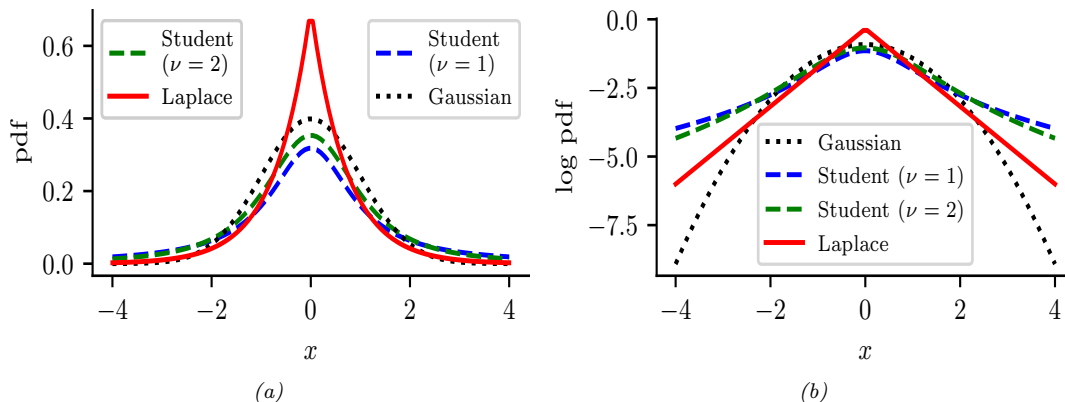 Student
(ν = 2)
Laplace
Student
(ν = 1)
Gaussian
pdf
0.6
0.4
0.2
0.0
−4
−2
0
2
4
x
(a)
log pdf
0.0
−2.5
−5.0
−7.5
Gaussian
Student (ν = 1)
Student (ν = 2)
Laplace
−4
−2
0
2
4
x
(b)